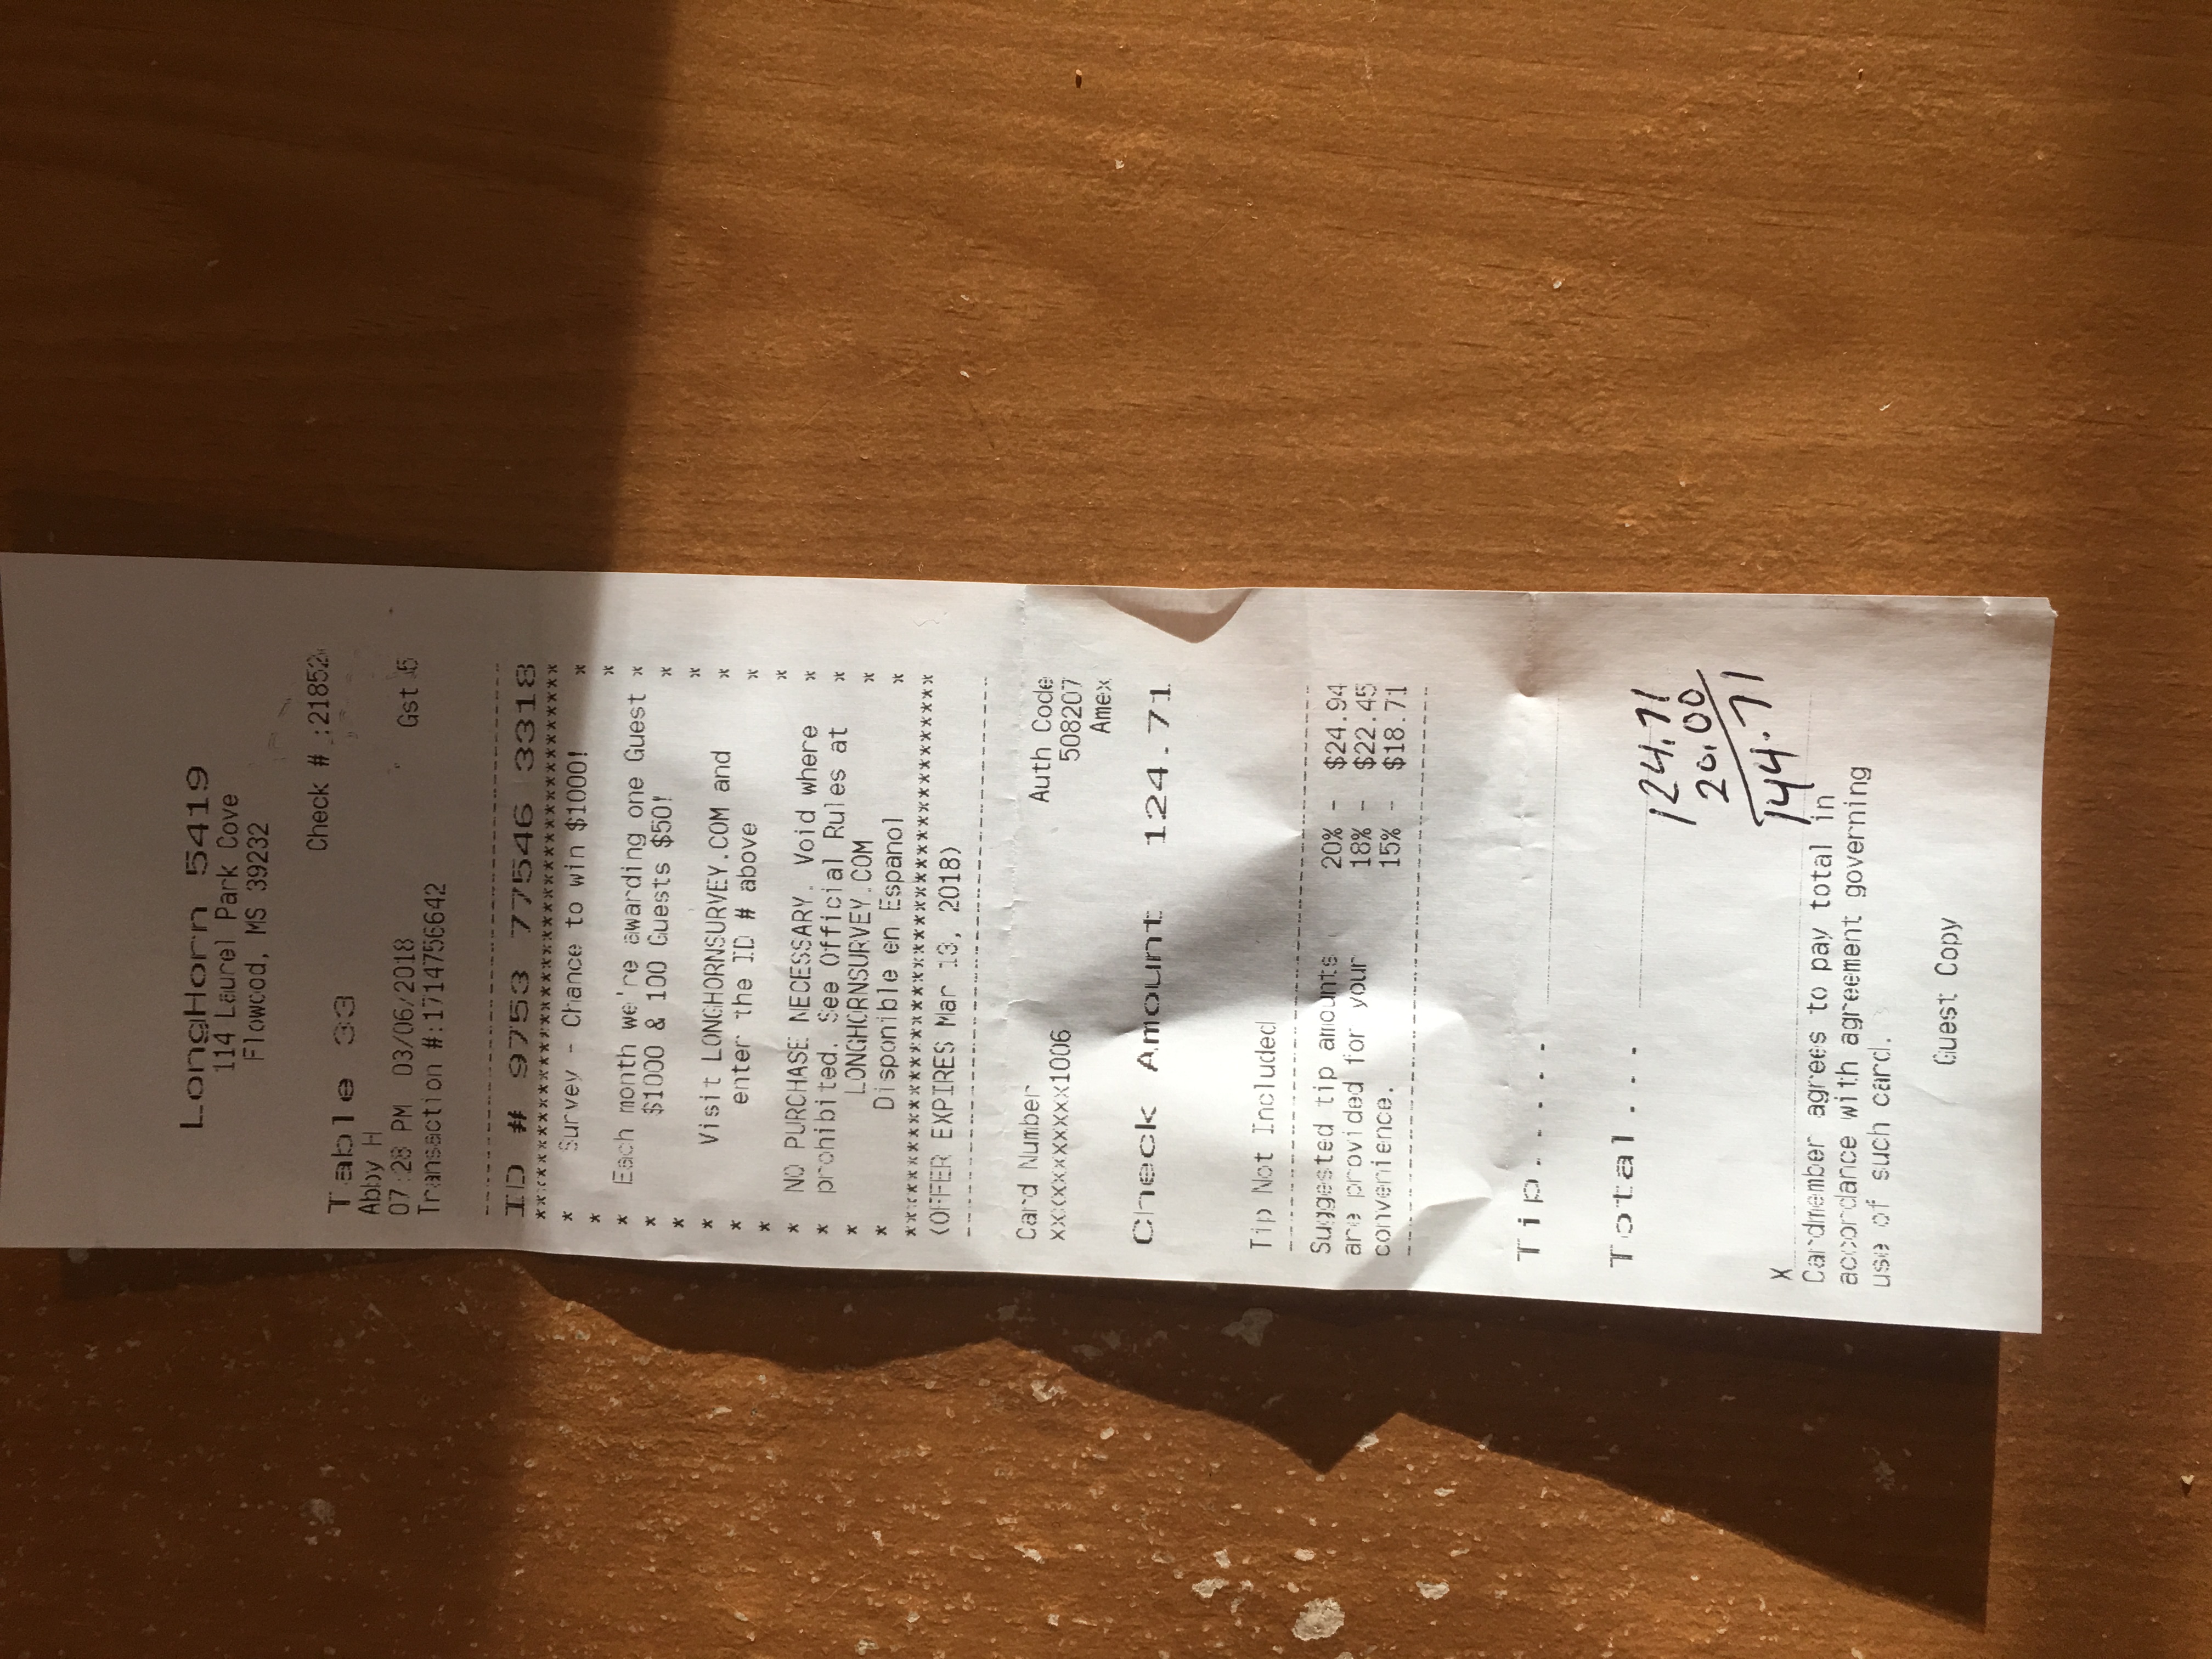 LongHorn 5419
114 Laurel Park Cove
Flowood, MS 39232
Check # :21852
Table 33
Abby H
07:28 PM 03/06/2018 Gst 5
Transaction #:1714756642
ID # 9753 77546 3318
****************************************
* Survey - Chance to win $1000! *
* *
* Each month we're awarding one Guest *
* $1000 & 100 Guests $50! *
* *
* Visit LONGHORNSURVEY.COM and *
* enter the ID # above *
* *
* NO PURCHASE NECESSARY. Void where *
* prohibited. See Official Rules at *
* LONGHORNSURVEY.COM *
* Disponible en Espanol *
****************************************
(OFFER EXPIRES Mar 13, 2018)
Card Number Auth Code
xxxxxxxxxxx1006 508207
Amex
Check Amount 124.71
Tip Not Included
Suggested tip amounts 20% - $24.94
are provided for your 18% - $22.45
convenience. 15% - $18.71
Tip.....
Total...
124.71
20.00
144.71
X
Cardmember agrees to pay total in
accordance with agreement governing
use of such card.
Guest Copy